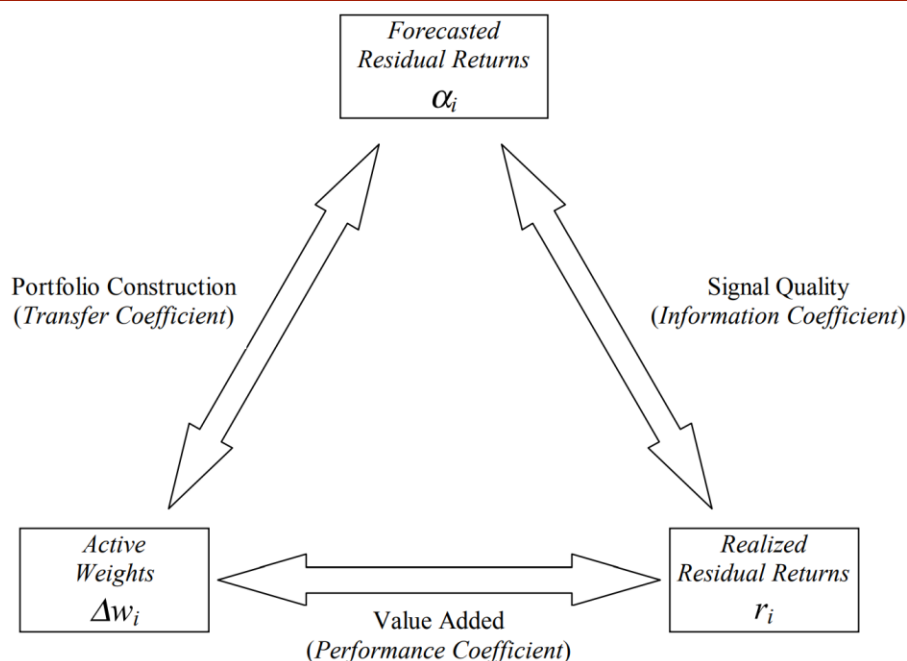 Forecasted
Residual Returns
αᵢ
Portfolio Construction
(Transfer Coefficient)
Signal Quality
(Information Coefficient)
Active
Weights
Δwᵢ
Realized
Residual Returns
rᵢ
Value Added
(Performance Coefficient)